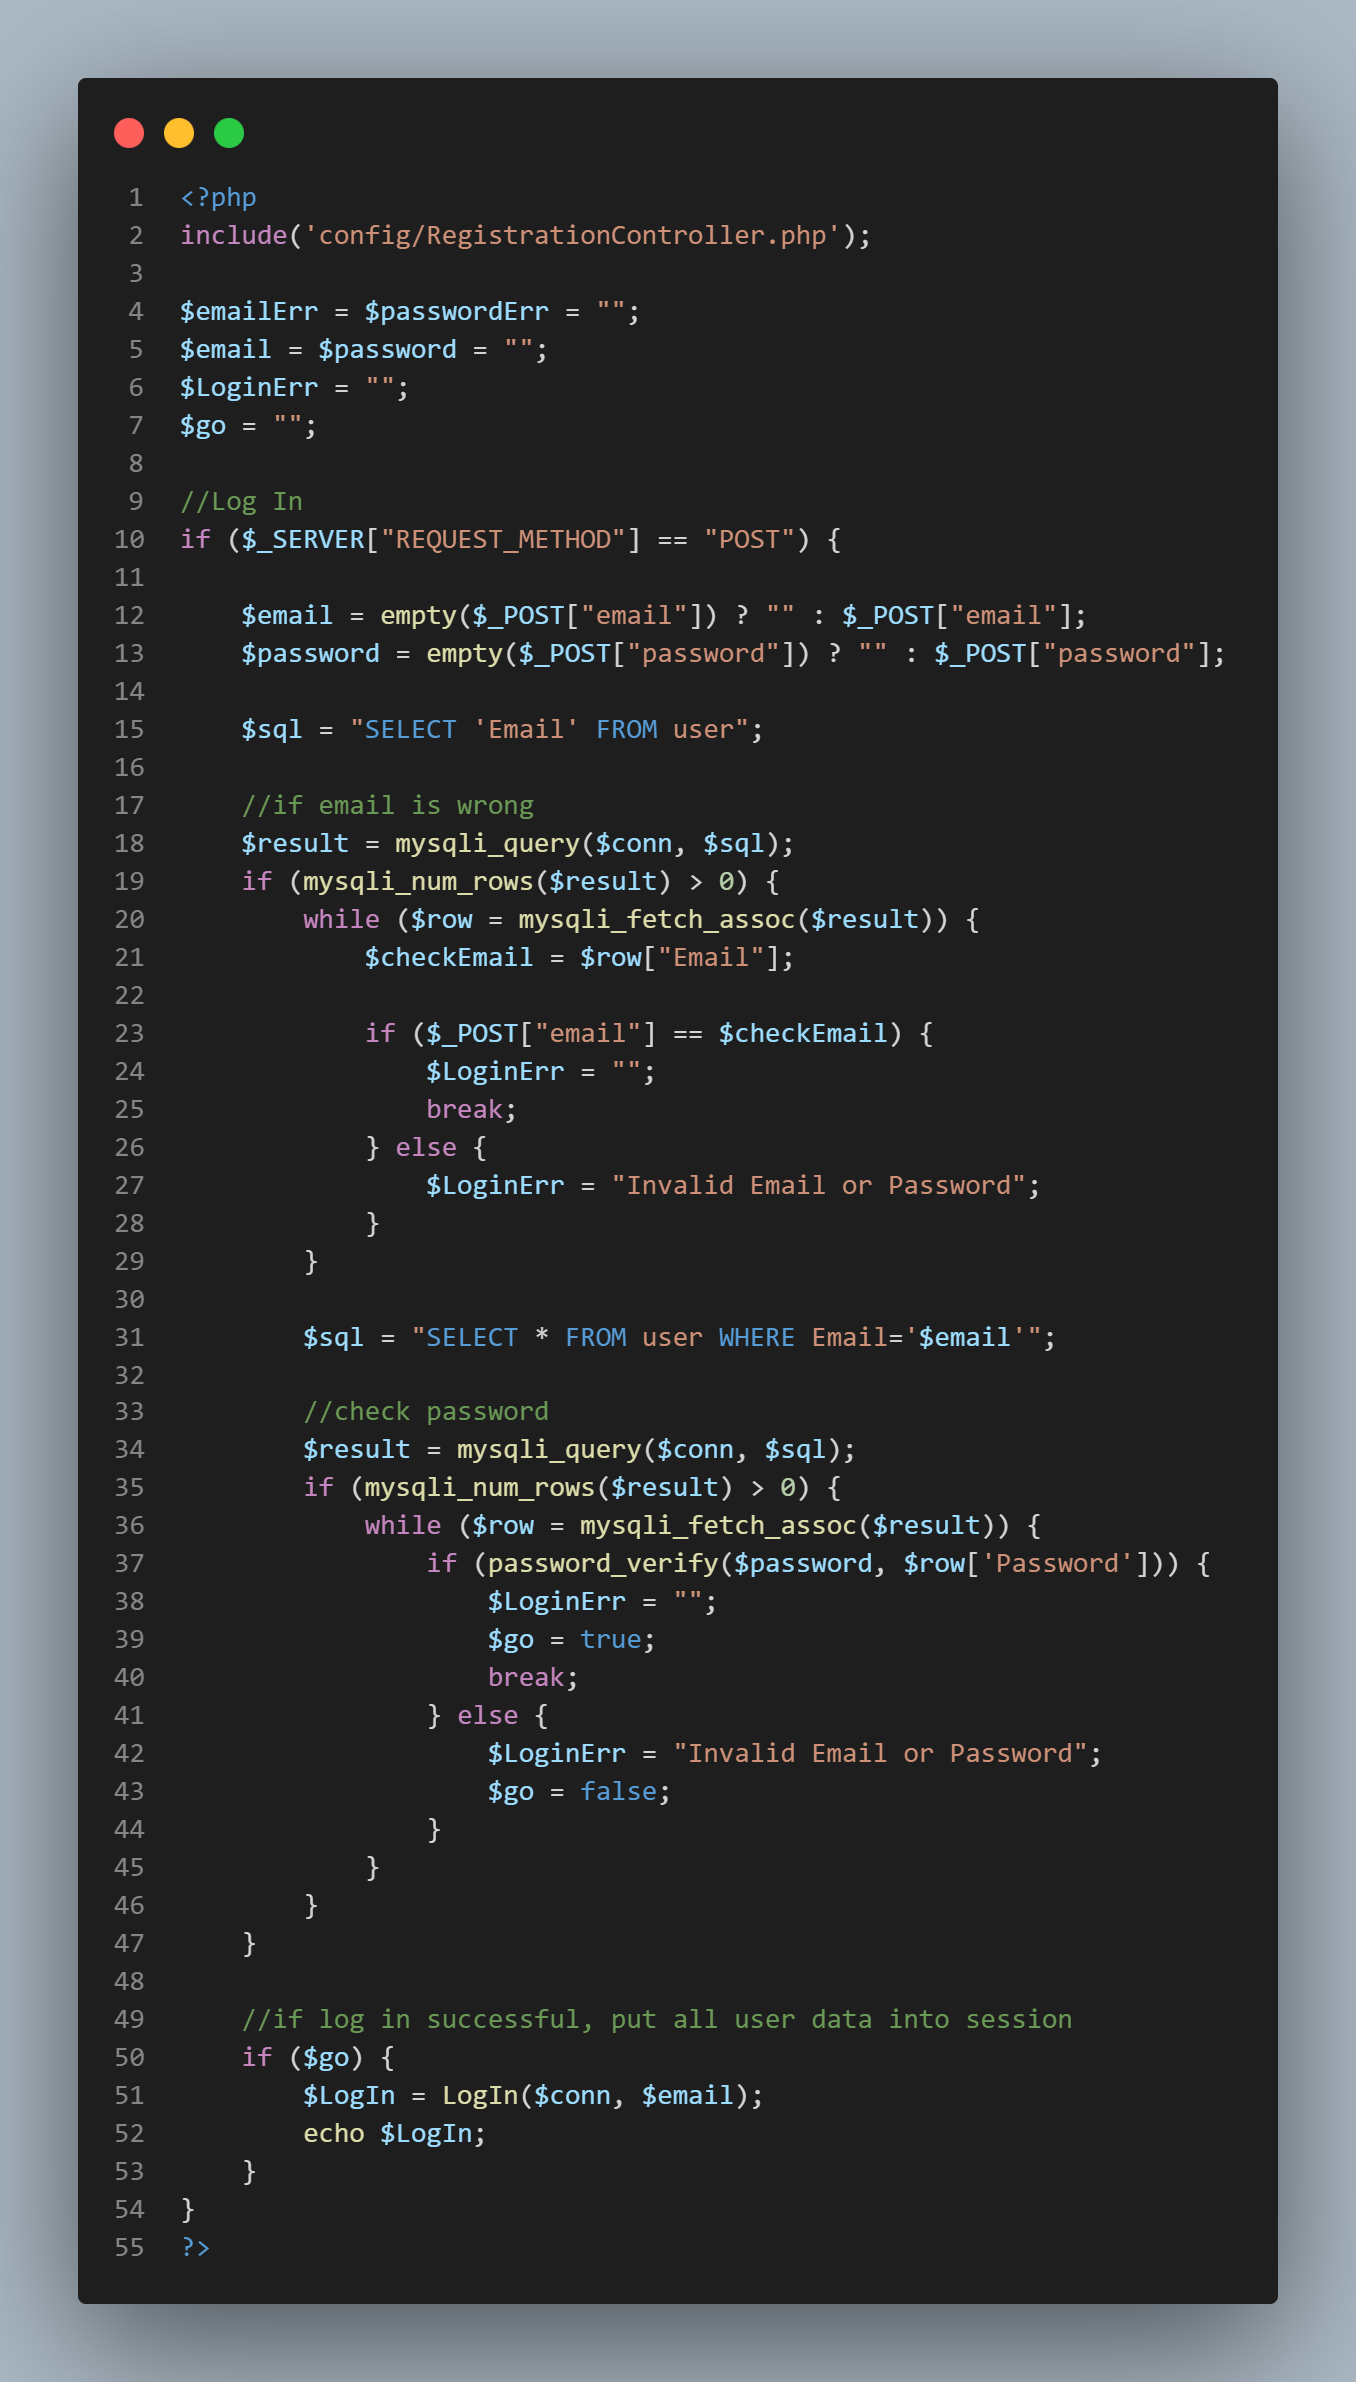 1 <?php
2 include('config/RegistrationController.php');
3
4 $emailErr = $passwordErr = "";
5 $email = $password = "";
6 $LoginErr = "";
7 $go = "";
8
9 //Log In
10 if ($_SERVER["REQUEST_METHOD"] == "POST") {
11
12     $email = empty($_POST["email"]) ? "" : $_POST["email"];
13     $password = empty($_POST["password"]) ? "" : $_POST["password"];
14
15     $sql = "SELECT 'Email' FROM user";
16
17     //if email is wrong
18     $result = mysqli_query($conn, $sql);
19     if (mysqli_num_rows($result) > 0) {
20         while ($row = mysqli_fetch_assoc($result)) {
21             $checkEmail = $row["Email"];
22
23             if ($_POST["email"] == $checkEmail) {
24                 $LoginErr = "";
25                 break;
26             } else {
27                 $LoginErr = "Invalid Email or Password";
28             }
29         }
30
31         $sql = "SELECT * FROM user WHERE Email='$email'";
32
33         //check password
34         $result = mysqli_query($conn, $sql);
35         if (mysqli_num_rows($result) > 0) {
36             while ($row = mysqli_fetch_assoc($result)) {
37                 if (password_verify($password, $row['Password'])) {
38                     $LoginErr = "";
39                     $go = true;
40                     break;
41                 } else {
42                     $LoginErr = "Invalid Email or Password";
43                     $go = false;
44                 }
45             }
46         }
47     }
48
49     //if log in successful, put all user data into session
50     if ($go) {
51         $LogIn = LogIn($conn, $email);
52         echo $LogIn;
53     }
54 }
55 ?>